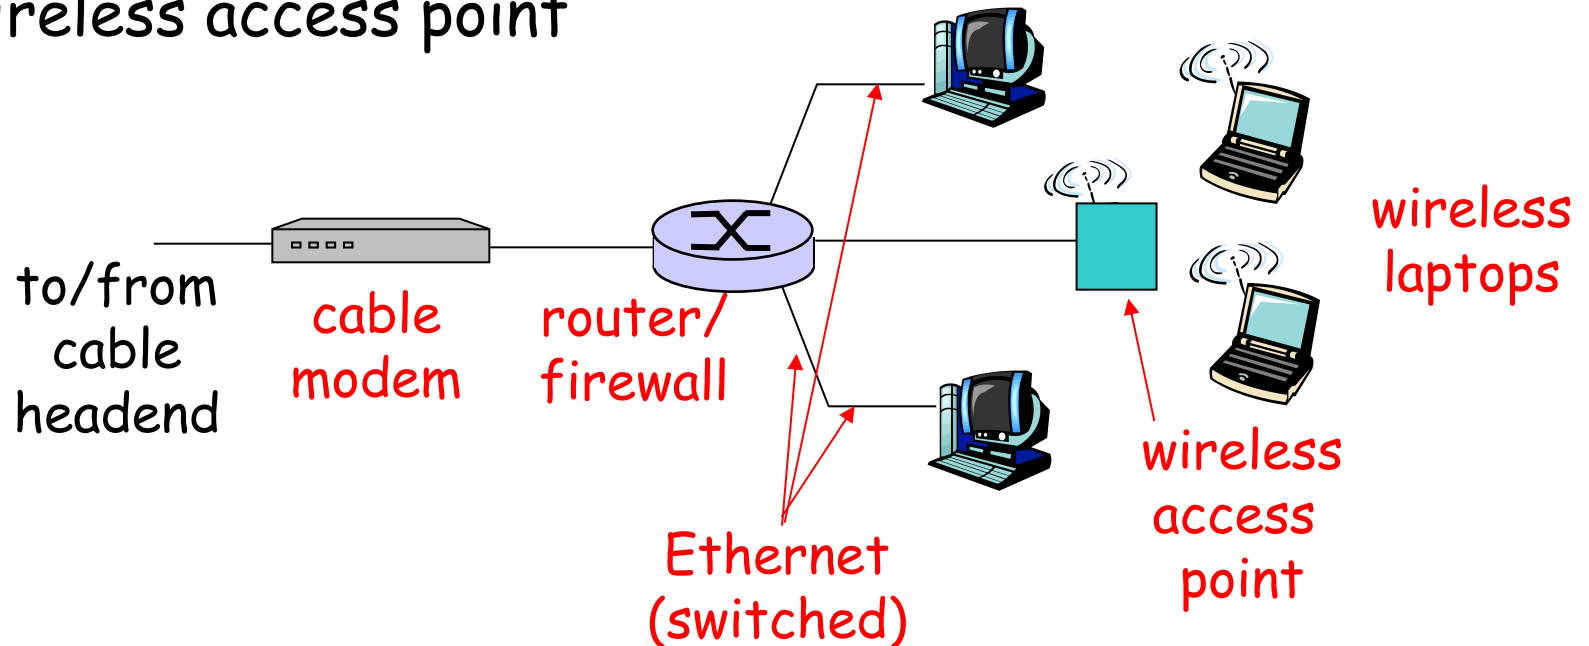 reless access point
to/from
cable
headend
cable
modem
router/
firewall
Ethernet
(switched)
wireless
access
point
wireless
laptops